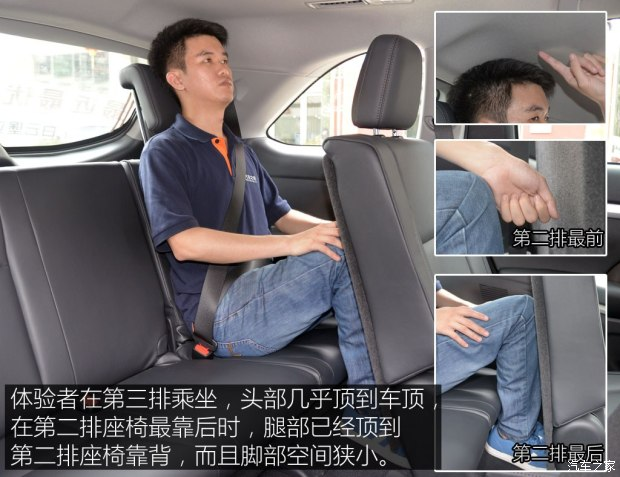 第二排最前
体验者在第三排乘坐，头部几乎顶到车顶，
在第二排座椅最靠后时，腿部已经顶到
第二排座椅靠背，而且脚部空间狭小。
第二排最后
汽车之家